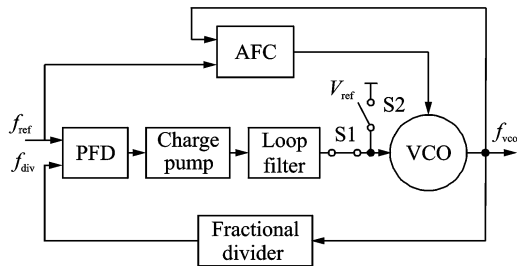 AFC
V_ref
S2
f_ref
f_div
PFD
Charge
pump
Loop
filter
S1
VCO
f_vco
Fractional
divider